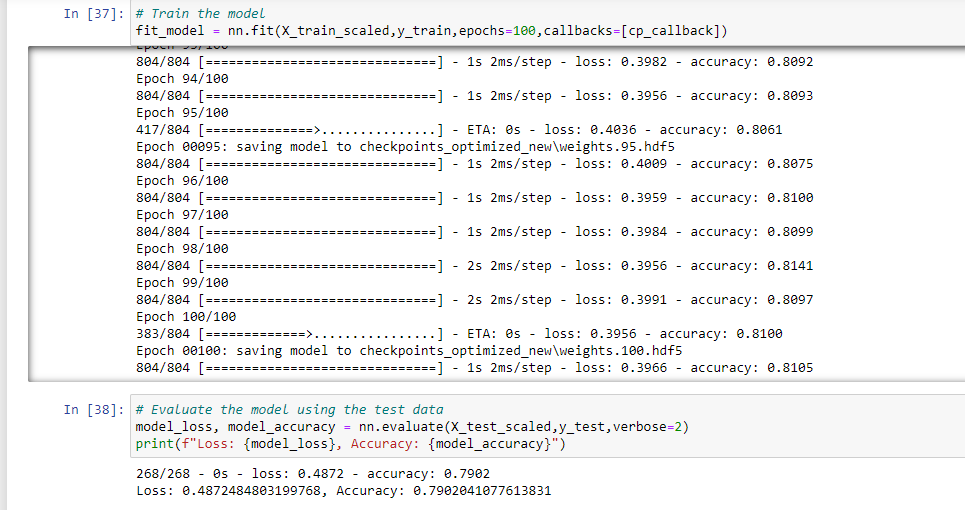 In [37]: # Train the model
fit_model = nn.fit(X_train_scaled,y_train,epochs=100,callbacks=[cp_callback])
Epoch 93/100
804/804 [==============================] - 1s 2ms/step - loss: 0.3982 - accuracy: 0.8092
Epoch 94/100
804/804 [==============================] - 1s 2ms/step - loss: 0.3956 - accuracy: 0.8093
Epoch 95/100
417/804 [==============>...............] - ETA: 0s - loss: 0.4036 - accuracy: 0.8061
Epoch 00095: saving model to checkpoints_optimized_new\weights.95.hdf5
804/804 [==============================] - 1s 2ms/step - loss: 0.4009 - accuracy: 0.8075
Epoch 96/100
804/804 [==============================] - 1s 2ms/step - loss: 0.3959 - accuracy: 0.8100
Epoch 97/100
804/804 [==============================] - 1s 2ms/step - loss: 0.3984 - accuracy: 0.8099
Epoch 98/100
804/804 [==============================] - 2s 2ms/step - loss: 0.3956 - accuracy: 0.8141
Epoch 99/100
804/804 [==============================] - 2s 2ms/step - loss: 0.3991 - accuracy: 0.8097
Epoch 100/100
383/804 [=============>................] - ETA: 0s - loss: 0.3956 - accuracy: 0.8100
Epoch 00100: saving model to checkpoints_optimized_new\weights.100.hdf5
804/804 [==============================] - 1s 2ms/step - loss: 0.3966 - accuracy: 0.8105
In [38]: # Evaluate the model using the test data
model_loss, model_accuracy = nn.evaluate(X_test_scaled,y_test,verbose=2)
print(f"Loss: {model_loss}, Accuracy: {model_accuracy}")
268/268 - 0s - loss: 0.4872 - accuracy: 0.7902
Loss: 0.4872484803199768, Accuracy: 0.7902041077613831